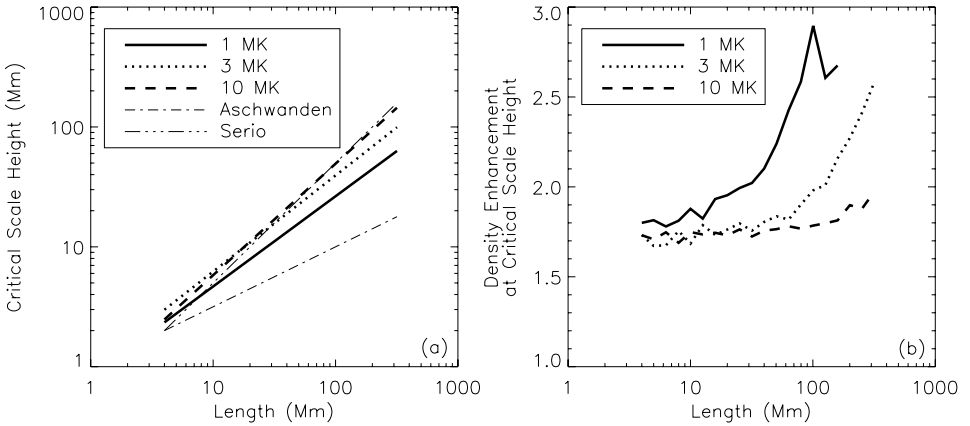 Critical Scale Height (Mm)
1000
100
10
1
1 MK
3 MK
10 MK
Aschwanden
Serio
(a)
1
10
100
1000
Length (Mm)
Density Enhancement
at Critical Scale Height
3.0
2.5
2.0
1.5
1.0
1 MK
3 MK
10 MK
(b)
1
10
100
1000
Length (Mm)